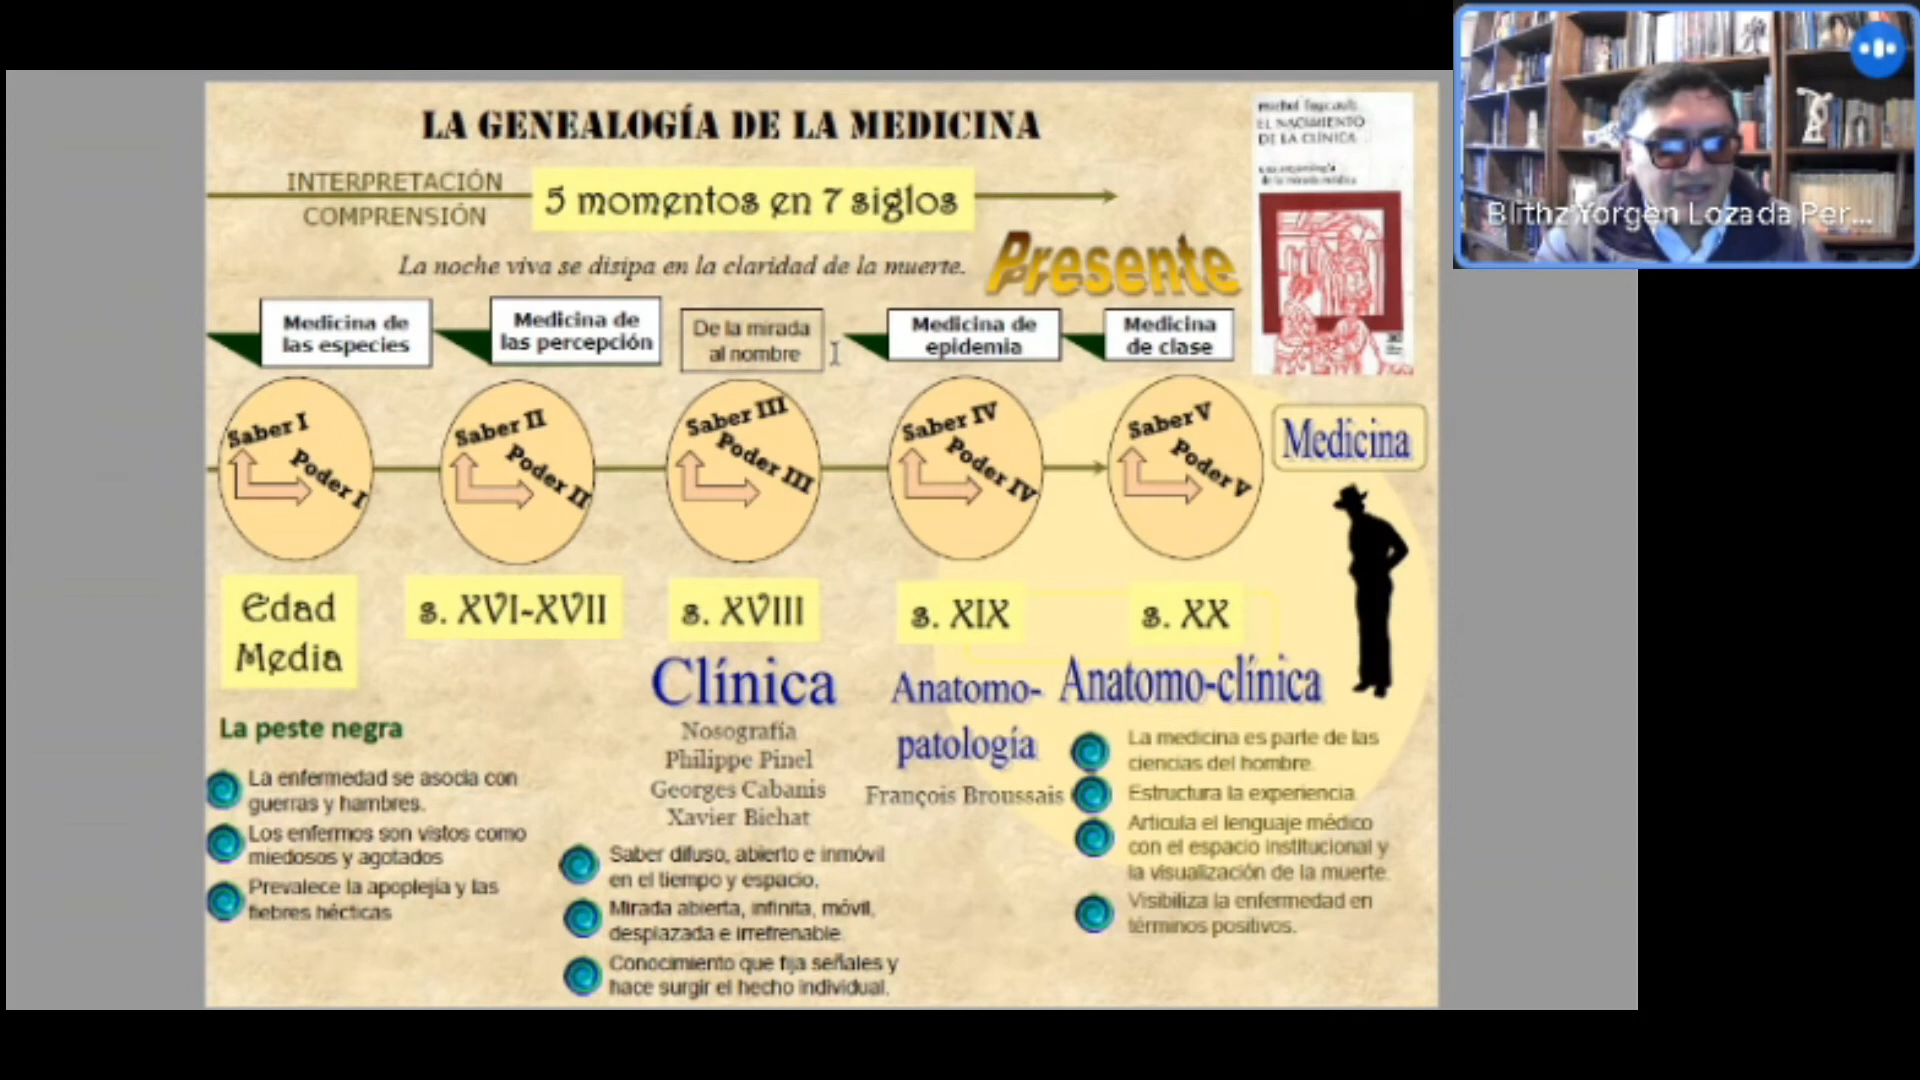 LA GENEALOGÍA DE LA MEDICINA
INTERPRETACIÓN
COMPRENSIÓN
5 momentos en 7 siglos
La noche viva se disipa en la claridad de la muerte.
Presente
michel foucault
EL NACIMIENTO
DE LA CLÍNICA
una arqueología
de la mirada médica
Blithz Yorgen Lozada Per...
Medicina de
las especies
Medicina de
las percepción
De la mirada
al nombre
Medicina de
epidemia
Medicina
de clase
Saber I
Poder I
Saber II
Poder II
Saber III
Poder III
Saber IV
Poder IV
Saber V
Poder V
Medicina
Edad
Media
s. XVI-XVII
s. XVIII
s. XIX
s. XX
La peste negra
La enfermedad se asocia con
guerras y hambres.
Los enfermos son vistos como
miedosos y agotados
Prevalece la apoplejía y las
fiebres hécticas
Clínica
Nosografía
Philippe Pinel
Georges Cabanis
Xavier Bichat
Saber difuso, abierto e inmóvil
en el tiempo y espacio.
Mirada abierta, infinita, móvil,
desplazada e irrefrenable.
Conocimiento que fija señales y
hace surgir el hecho individual.
Anatomo-
patología
François Broussais
Anatomo-clínica
La medicina es parte de las
ciencias del hombre.
Estructura la experiencia.
Articula el lenguaje médico
con el espacio institucional y
la visualización de la muerte.
Visibiliza la enfermedad en
términos positivos.